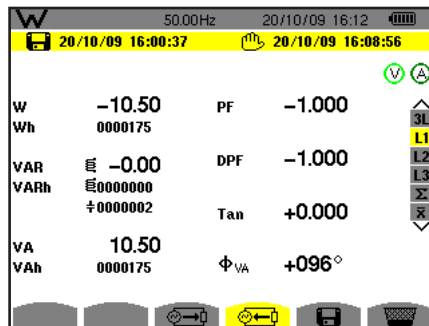 W 50.00Hz 20/10/09 16:12
20/10/09 16:00:37 20/10/09 16:08:56
V A
W -10.50 PF -1.000
Wh 0000175
VAR -0.00 DPF -1.000
VARh 0000000
0000002 Tan +0.000
VA 10.50
VAh 0000175 ΦVA +096°
3L
L1
L2
L3
Σ
x̅